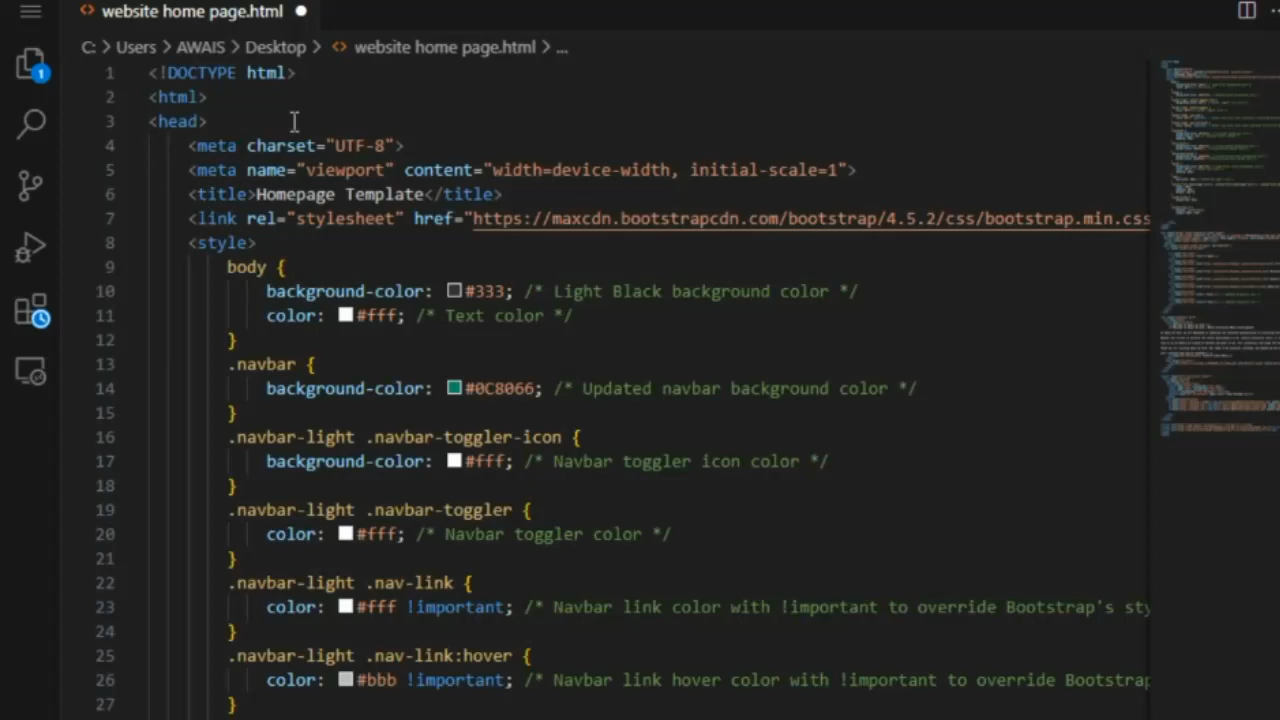 website home page.html
C: > Users > AWAIS > Desktop > website home page.html > ...
1 <!DOCTYPE html>
2 <html>
3 <head>
4 <meta charset="UTF-8">
5 <meta name="viewport" content="width=device-width, initial-scale=1">
6 <title>Homepage Template</title>
7 <link rel="stylesheet" href="https://maxcdn.bootstrapcdn.com/bootstrap/4.5.2/css/bootstrap.min.css
8 <style>
9 body {
10 background-color: #333; /* Light Black background color */
11 color: #fff; /* Text color */
12 }
13 .navbar {
14 background-color: #0C8066; /* Updated navbar background color */
15 }
16 .navbar-light .navbar-toggler-icon {
17 background-color: #fff; /* Navbar toggler icon color */
18 }
19 .navbar-light .navbar-toggler {
20 color: #fff; /* Navbar toggler color */
21 }
22 .navbar-light .nav-link {
23 color: #fff !important; /* Navbar link color with !important to override Bootstrap's sty
24 }
25 .navbar-light .nav-link:hover {
26 color: #bbb !important; /* Navbar link hover color with !important to override Bootstrap
27 }
1